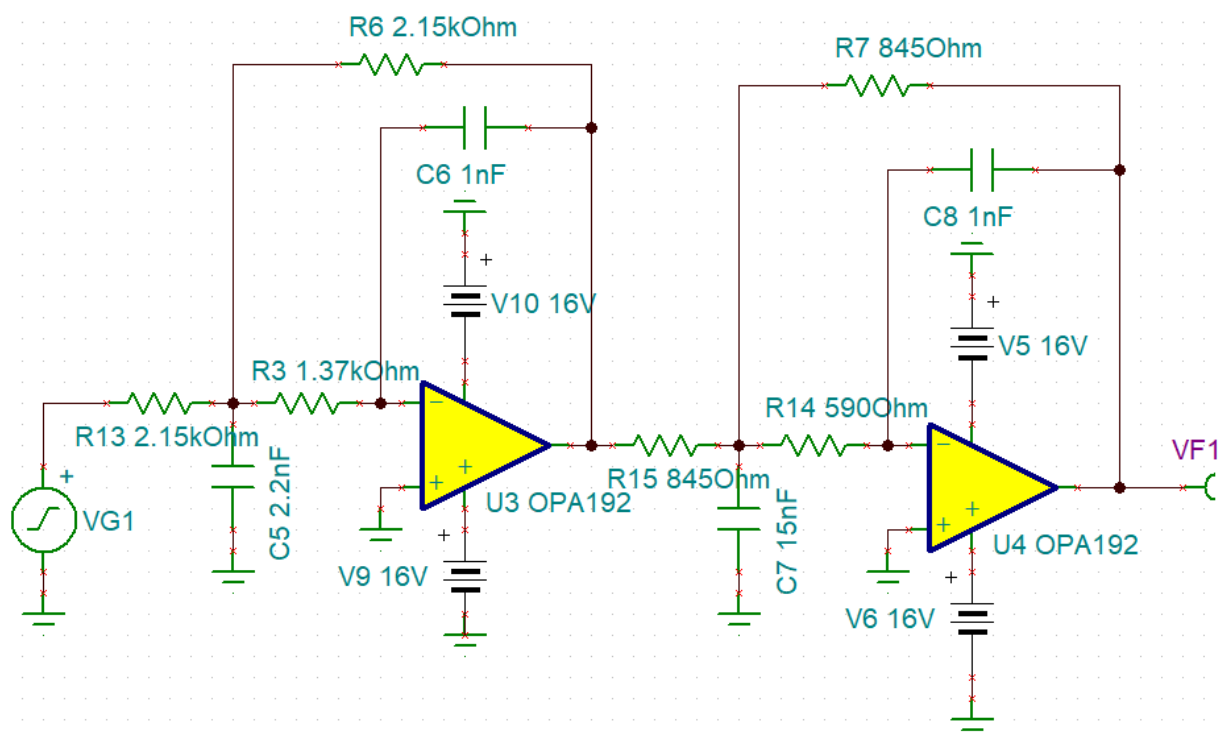 R6 2.15kOhm
R7 845Ohm
C6 1nF
C8 1nF
+
V10 16V
+
V5 16V
R3 1.37kOhm
R14 590Ohm
R13 2.15kOhm
C5 2.2nF
+
VG1
U3 OPA192
R15 845Ohm
C7 15nF
VF1
U4 OPA192
+
V9 16V
+
V6 16V